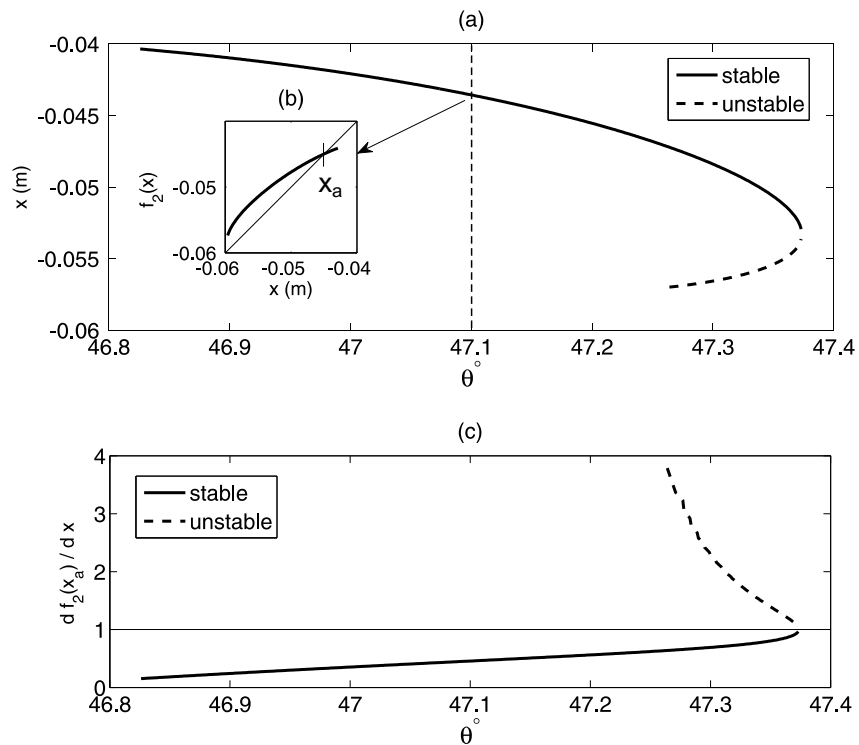 (a)
-0.04
-0.045
-0.05
-0.055
-0.06
x (m)
stable
unstable
(b)
f2(x)
-0.05
-0.06
xa
-0.06 -0.05 -0.04
x (m)
46.8 46.9 47 47.1 47.2 47.3 47.4
θ°
(c)
4
3
2
1
0
d f2(xa) / d x
stable
unstable
46.8 46.9 47 47.1 47.2 47.3 47.4
θ°